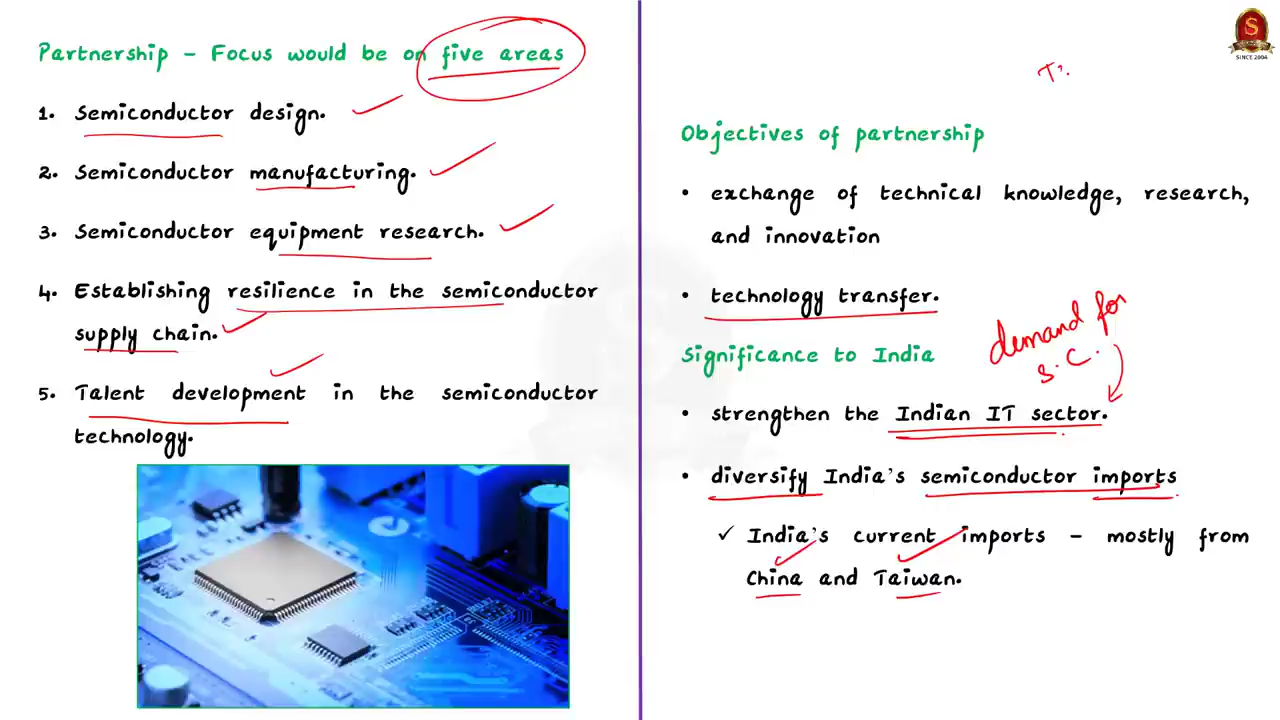 Partnership – Focus would be on five areas
1. Semiconductor design.
2. Semiconductor manufacturing.
3. Semiconductor equipment research.
4. Establishing resilience in the semiconductor
supply chain.
5. Talent development in the semiconductor
technology.
S
SINCE 2004
Objectives of partnership
• exchange of technical knowledge, research,
and innovation
• technology transfer.
demand for
s.c.
Significance to India
• strengthen the Indian IT sector.
• diversify India's semiconductor imports
✓ India's current imports – mostly from
China and Taiwan.